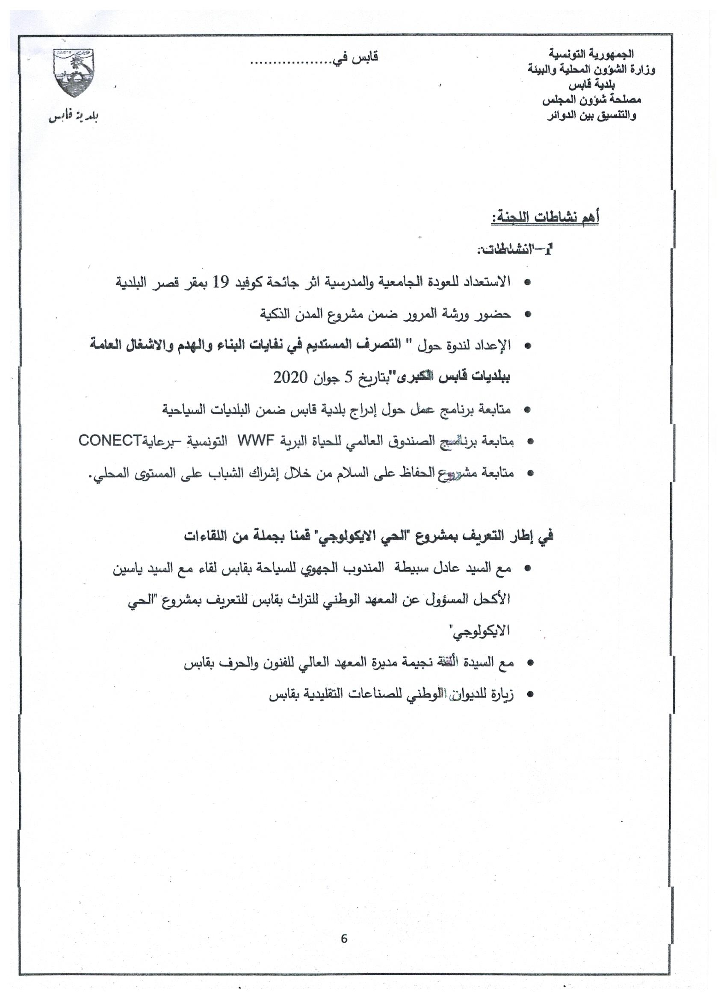 الجمهورية التونسية
وزارة الشؤون المحلية والبيئة
بلدية قابس
مصلحة شؤون المجلس
والتنسيق بين الدوائر
قابس في..................
بلدية قابس
أهم نشاطات اللجنة:
1-النشاطات:
• الاستعداد للعودة الجامعية والمدرسية اثر جائحة كوفيد 19 بمقر قصر البلدية
• حضور ورشة المرور ضمن مشروع المدن الذكية
• الإعداد لندوة حول " التصرف المستديم في نفايات البناء والهدم والاشغال العامة
ببلديات قابس الكبرى"بتاريخ 5 جوان 2020
• متابعة برنامج عمل حول إدراج بلدية قابس ضمن البلديات السياحية
• متابعة برنامج الصندوق العالمي للحياة البرية WWF التونسية –برعايةCONECT
• متابعة مشروع الحفاظ على السلام من خلال إشراك الشباب على المستوى المحلي.
في إطار التعريف بمشروع "الحي الايكولوجي" قمنا بجملة من اللقاءات
• مع السيد عادل سبيطة المندوب الجهوي للسياحة بقابس لقاء مع السيد ياسين
الأكحل المسؤول عن المعهد الوطني للتراث بقابس للتعريف بمشروع "الحي
الايكولوجي"
• مع السيدة ألفة نجيمة مديرة المعهد العالي للفنون والحرف بقابس
• زيارة للديوان الوطني للصناعات التقليدية بقابس
6